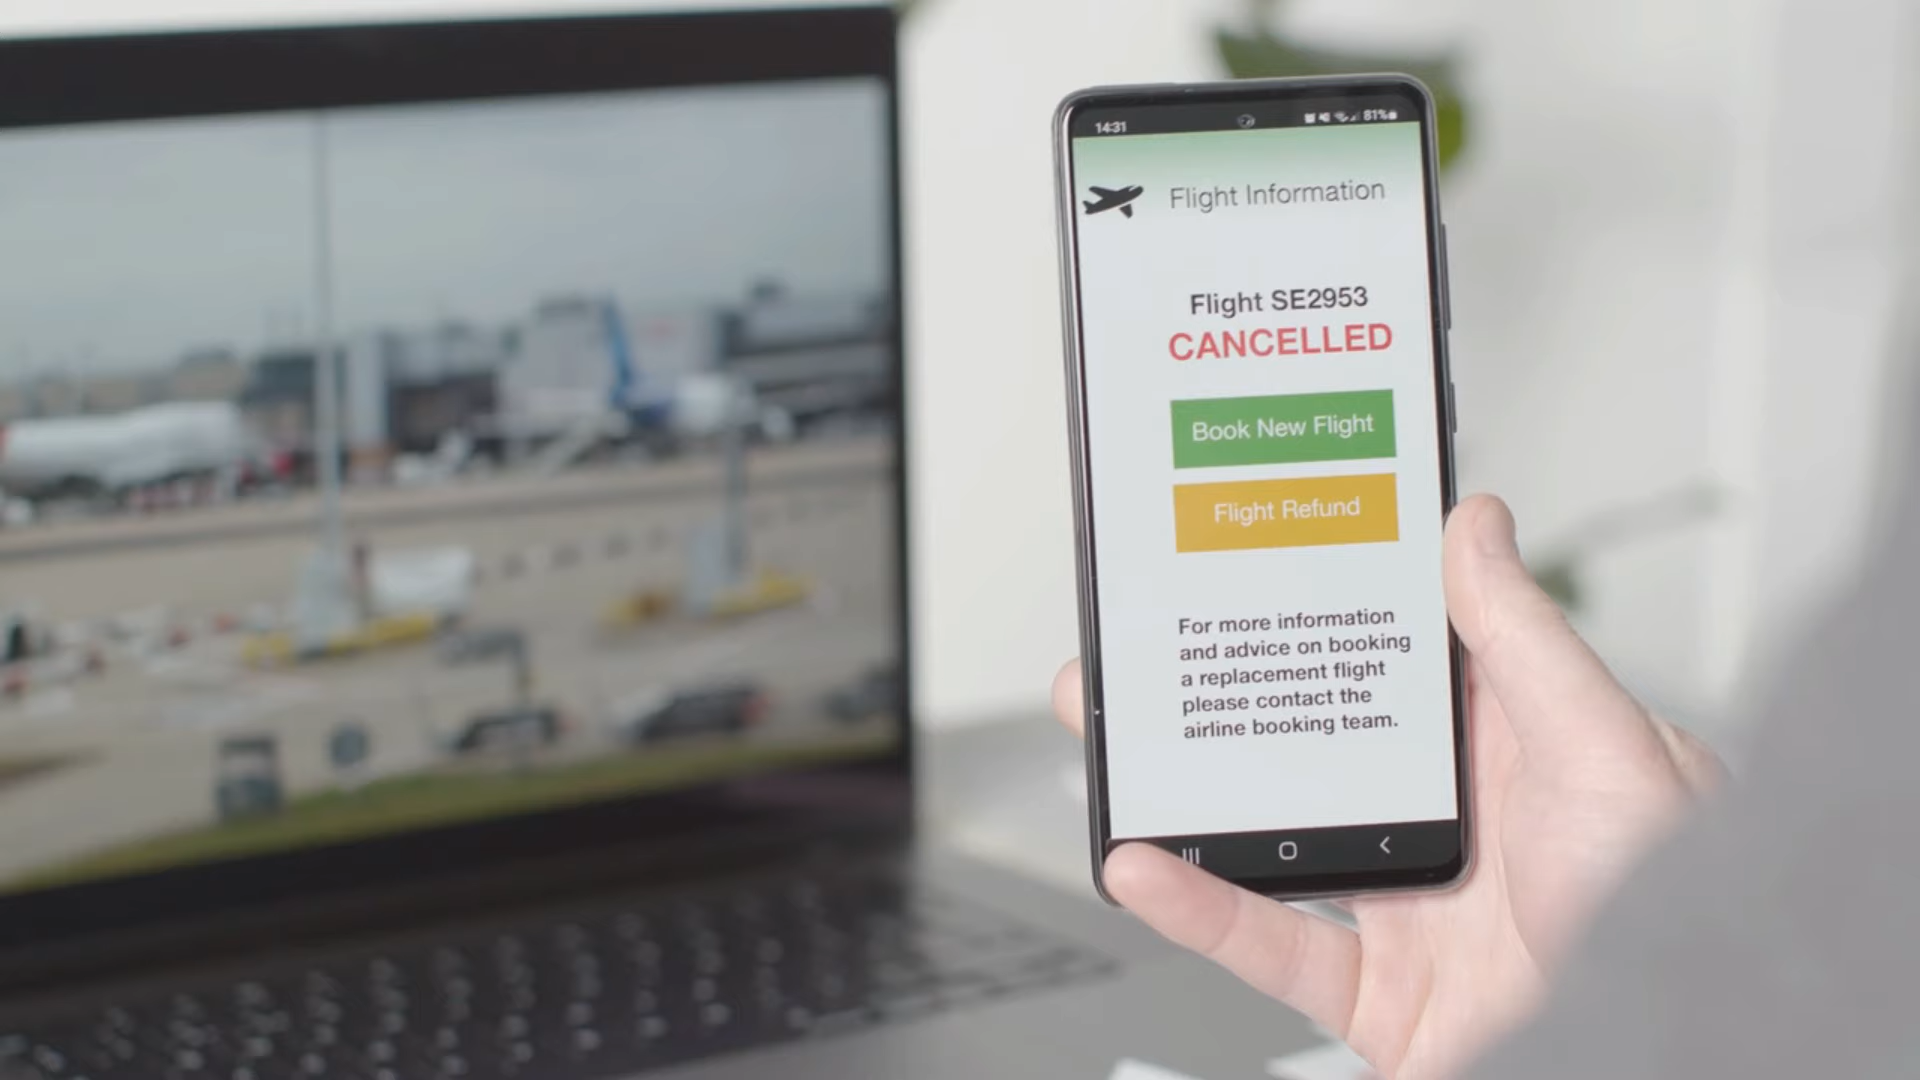 14:31
81%
Flight Information
Flight SE2953
CANCELLED
Book New Flight
Flight Refund
For more information
and advice on booking
a replacement flight
please contact the
airline booking team.